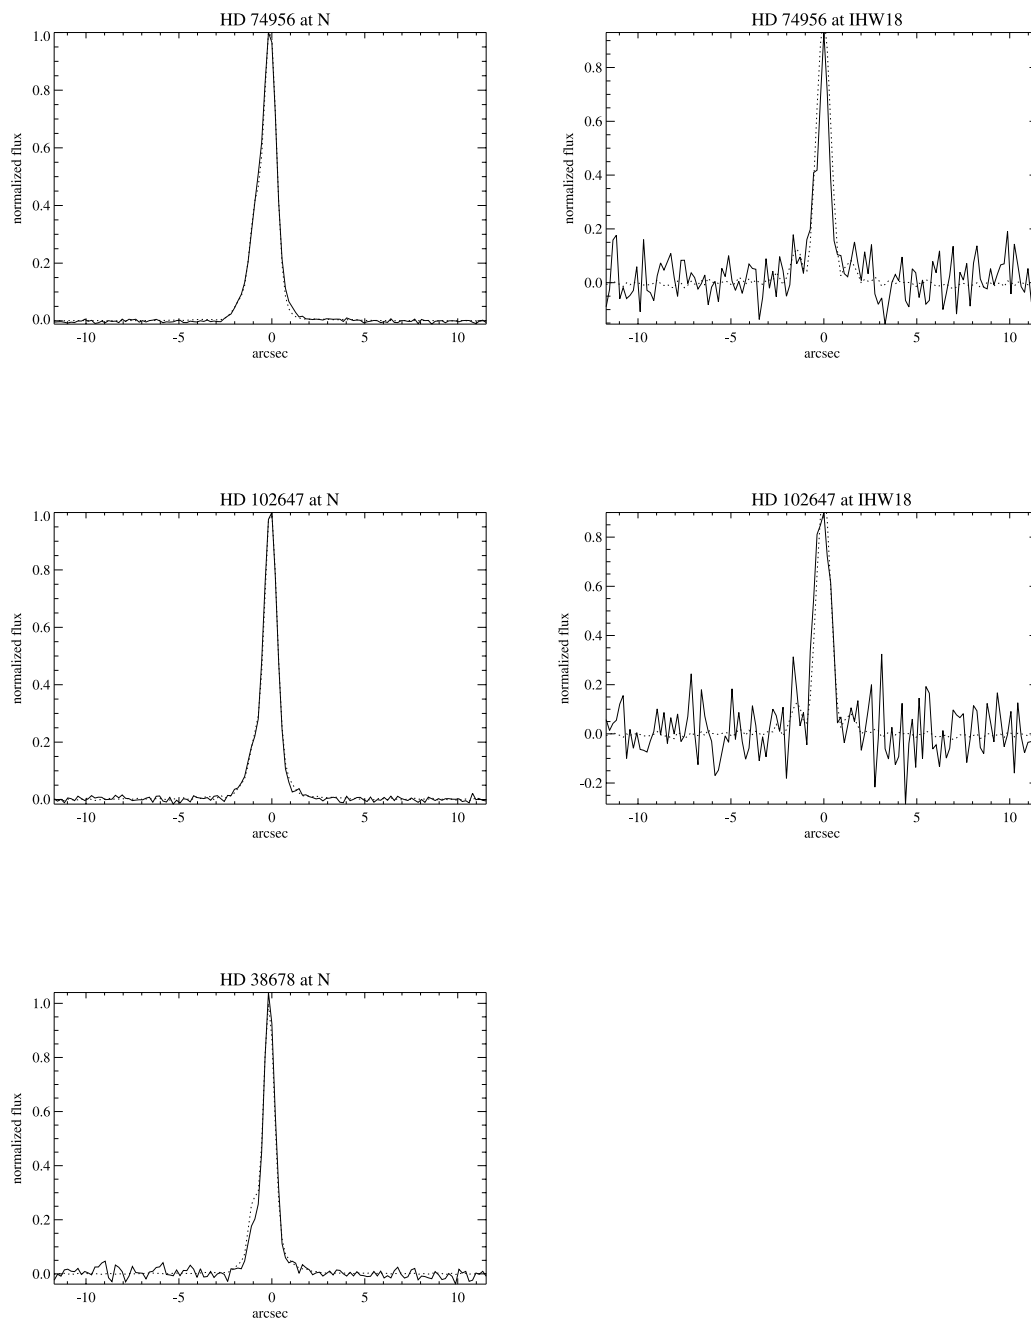 HD 74956 at N
1.0
0.8
0.6
0.4
0.2
0.0
normalized flux
-10 -5 0 5 10
arcsec
HD 74956 at IHW18
0.8
0.6
0.4
0.2
0.0
normalized flux
-10 -5 0 5 10
arcsec
HD 102647 at N
1.0
0.8
0.6
0.4
0.2
0.0
normalized flux
-10 -5 0 5 10
arcsec
HD 102647 at IHW18
0.8
0.6
0.4
0.2
0.0
-0.2
normalized flux
-10 -5 0 5 10
arcsec
HD 38678 at N
1.0
0.8
0.6
0.4
0.2
0.0
normalized flux
-10 -5 0 5 10
arcsec